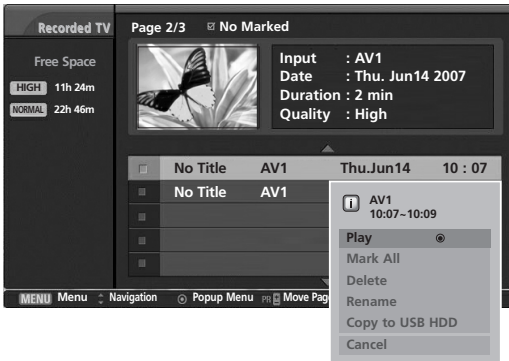 Recorded TV
Page 2/3 No Marked
Free Space
HIGH 11h 24m
NORMAL 22h 46m
Input : AV1
Date : Thu. Jun14 2007
Duration : 2 min
Quality : High
No Title AV1 Thu.Jun14 10 : 07
No Title AV1
i AV1
10:07~10:09
Play
Mark All
Delete
Rename
Copy to USB HDD
Cancel
MENU Menu Navigation Popup Menu PR Move Pag